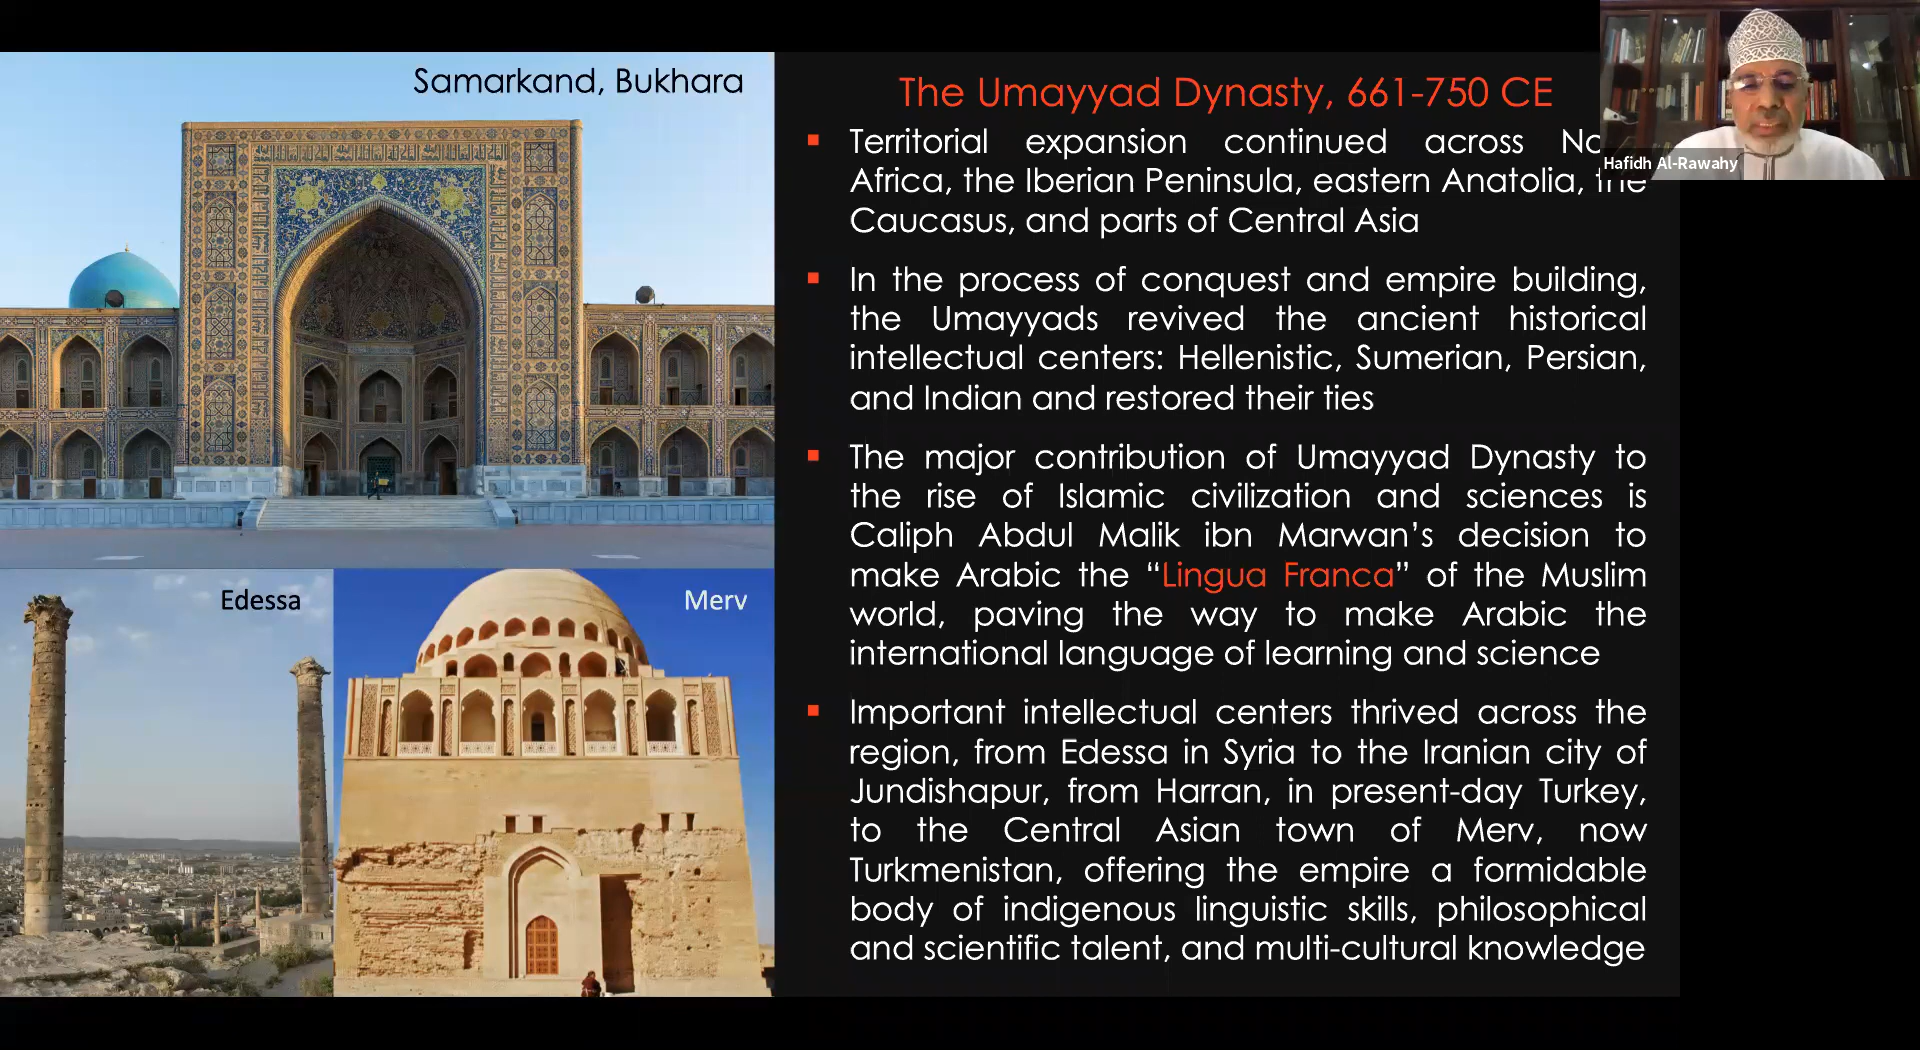 Samarkand, Bukhara
Edessa
Merv
The Umayyad Dynasty, 661-750 CE
Territorial expansion continued across
Africa, the Iberian Peninsula, eastern Anatolia, the
Caucasus, and parts of Central Asia
In the process of conquest and empire building,
the Umayyads revived the ancient historical
intellectual centers: Hellenistic, Sumerian, Persian,
and Indian and restored their ties
The major contribution of Umayyad Dynasty to
the rise of Islamic civilization and sciences is
Caliph Abdul Malik ibn Marwan’s decision to
make Arabic the “Lingua Franca” of the Muslim
world, paving the way to make Arabic the
international language of learning and science
Important intellectual centers thrived across the
region, from Edessa in Syria to the Iranian city of
Jundishapur, from Harran, in present-day Turkey,
to the Central Asian town of Merv, now
Turkmenistan, offering the empire a formidable
body of indigenous linguistic skills, philosophical
and scientific talent, and multi-cultural knowledge
Hafidh Al-Rawahy